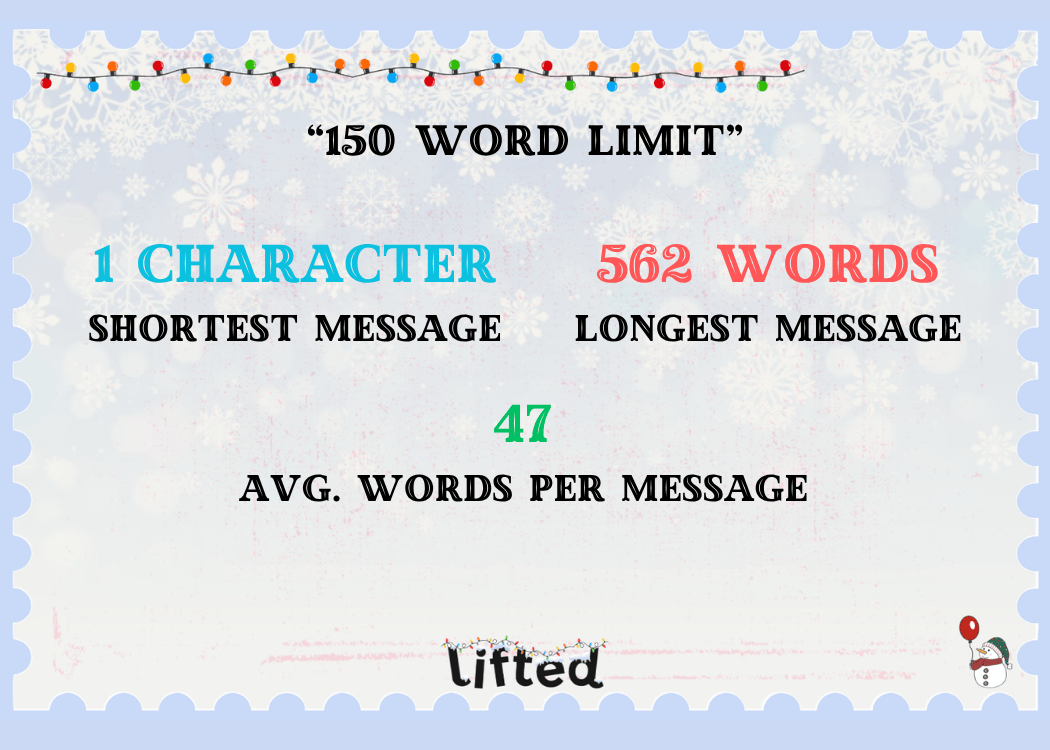 “150 WORD LIMIT”
1 CHARACTER
SHORTEST MESSAGE
562 WORDS
LONGEST MESSAGE
47
AVG. WORDS PER MESSAGE
Lifted